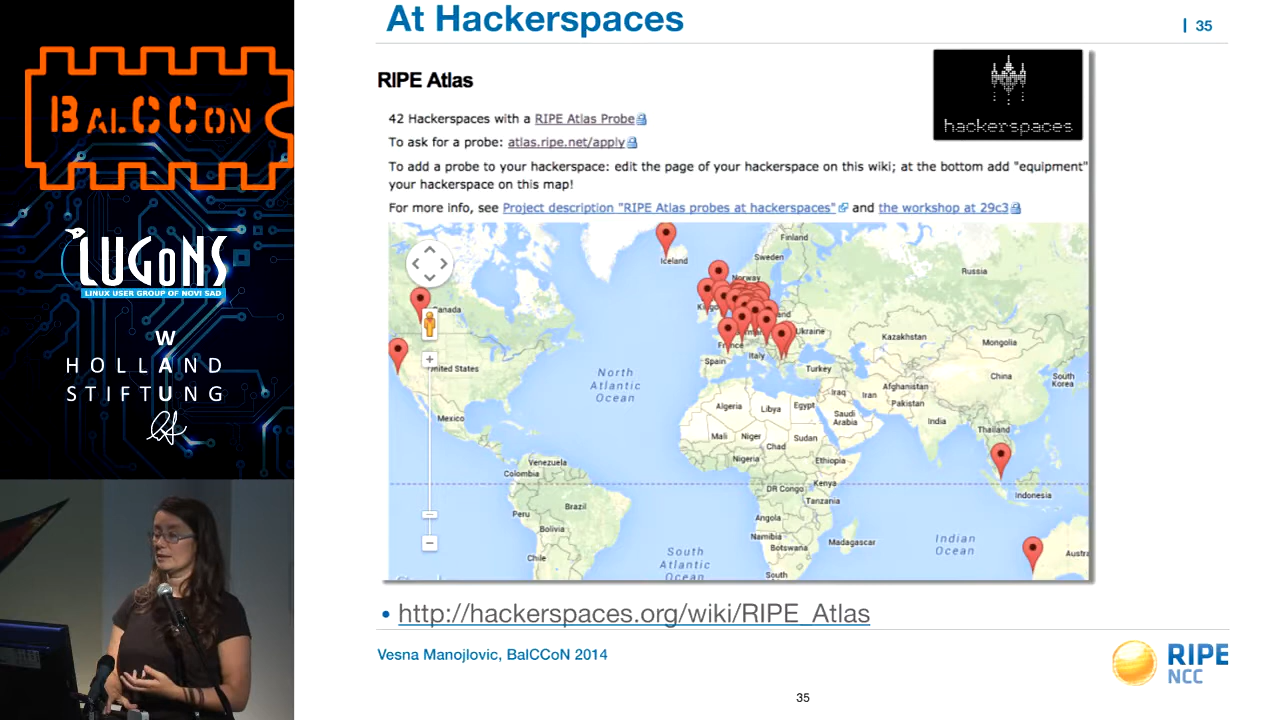 At Hackerspaces
| 35
BALCCON
LUGONS
LINUX USER GROUP OF NOVI SAD
W
HOLLAND
U
STIFTUNG
RIPE Atlas
hackerspaces
42 Hackerspaces with a RIPE Atlas Probe
To ask for a probe: atlas.ripe.net/apply
To add a probe to your hackerspace: edit the page of your hackerspace on this wiki; at the bottom add "equipment"
your hackerspace on this map!
For more info, see Project description "RIPE Atlas probes at hackerspaces" and the workshop at 29c3
Finland
Iceland
Sweden
Russia
Norway
Canada
Ukraine
Kazakhstan
Mongolia
France
Spain
Italy
Turkey
United States
China
South
Korea
North
Atlantic
Ocean
Afghanistan
Iraq
Iran
Pakistan
Algeria
Libya
Egypt
Saudi
Arabia
India
Mexico
Thailand
Mali
Niger
Chad
Sudan
Nigeria
Ethiopia
Venezuela
Colombia
DR Congo
Kenya
Indonesia
Tanzania
Peru
Brazil
Angola
Bolivia
Namibia
Botswana
Madagascar
Indian
Ocean
Chile
South
Atlantic
Ocean
South
• http://hackerspaces.org/wiki/RIPE_Atlas
Vesna Manojlovic, BalCCoN 2014
RIPE
NCC
35